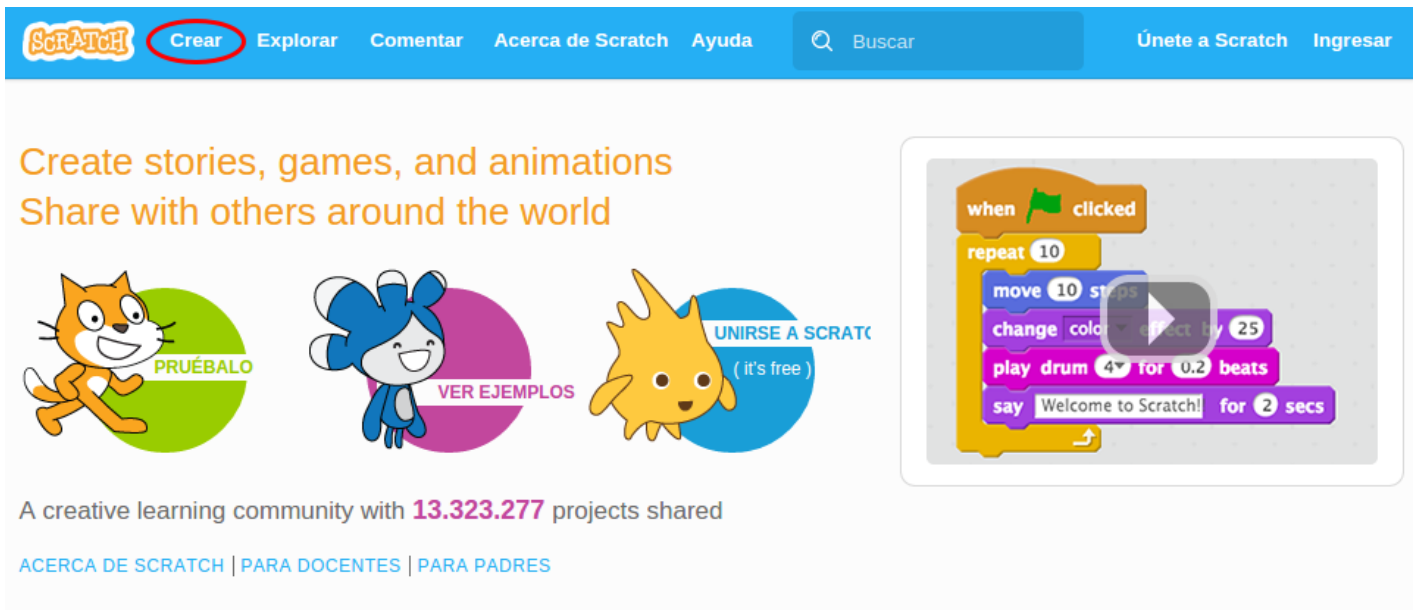 SCRATCH Crear Explorar Comentar Acerca de Scratch Ayuda Buscar Únete a Scratch Ingresar
Create stories, games, and animations
Share with others around the world
PRUÉBALO
VER EJEMPLOS
UNIRSE A SCRATC
( it's free )
A creative learning community with 13.323.277 projects shared
ACERCA DE SCRATCH | PARA DOCENTES | PARA PADRES
when clicked
repeat 10
move 10 steps
change color effect by 25
play drum 4 for 0.2 beats
say Welcome to Scratch! for 2 secs